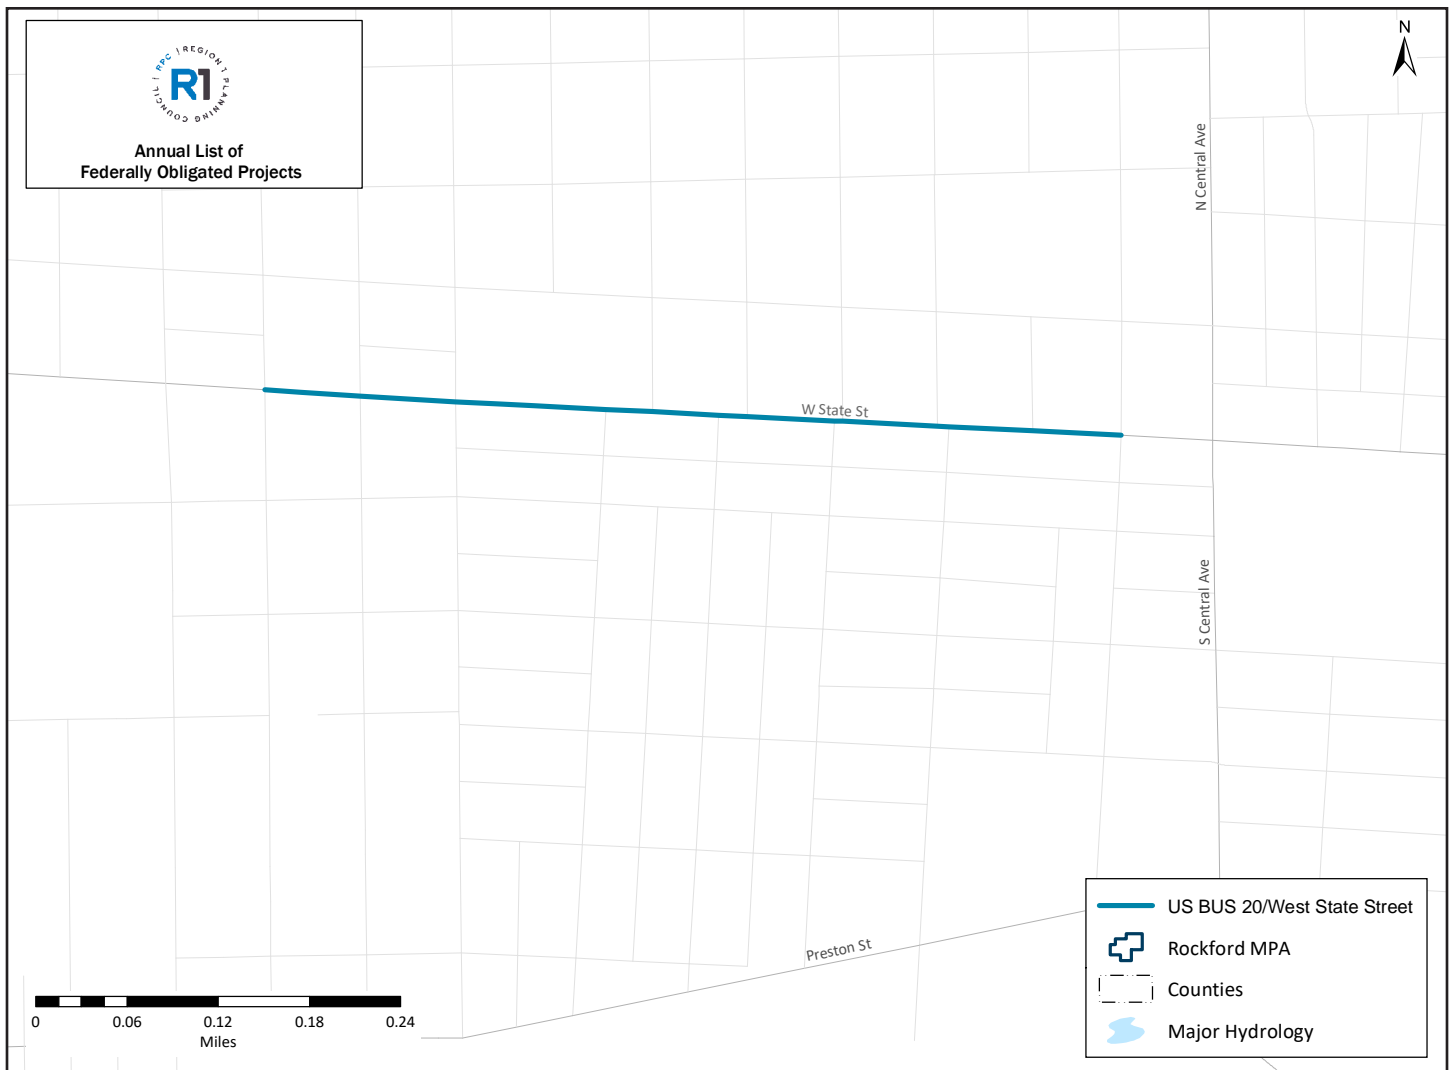 RPC | REGION 1 PLANNING COUNCIL |
R1
Annual List of
Federally Obligated Projects
N
N Central Ave
W State St
S Central Ave
Preston St
0 0.06 0.12 0.18 0.24
Miles
US BUS 20/West State Street
Rockford MPA
Counties
Major Hydrology